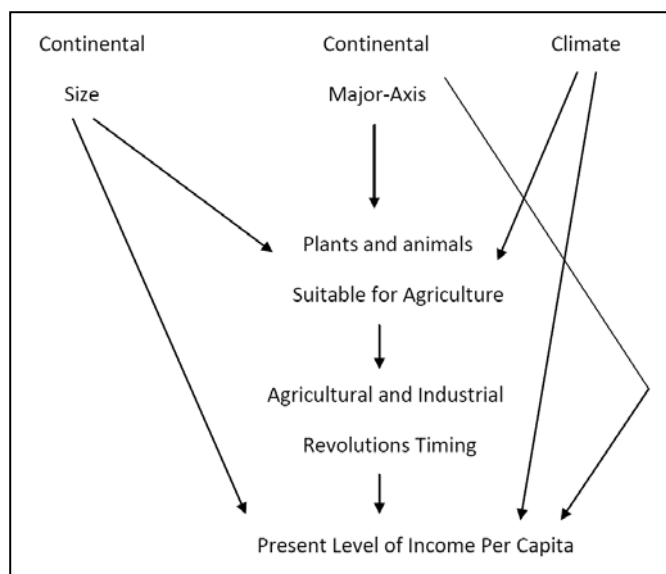 Continental
Continental
Climate
Size
Major-Axis
Plants and animals
Suitable for Agriculture
Agricultural and Industrial
Revolutions Timing
Present Level of Income Per Capita